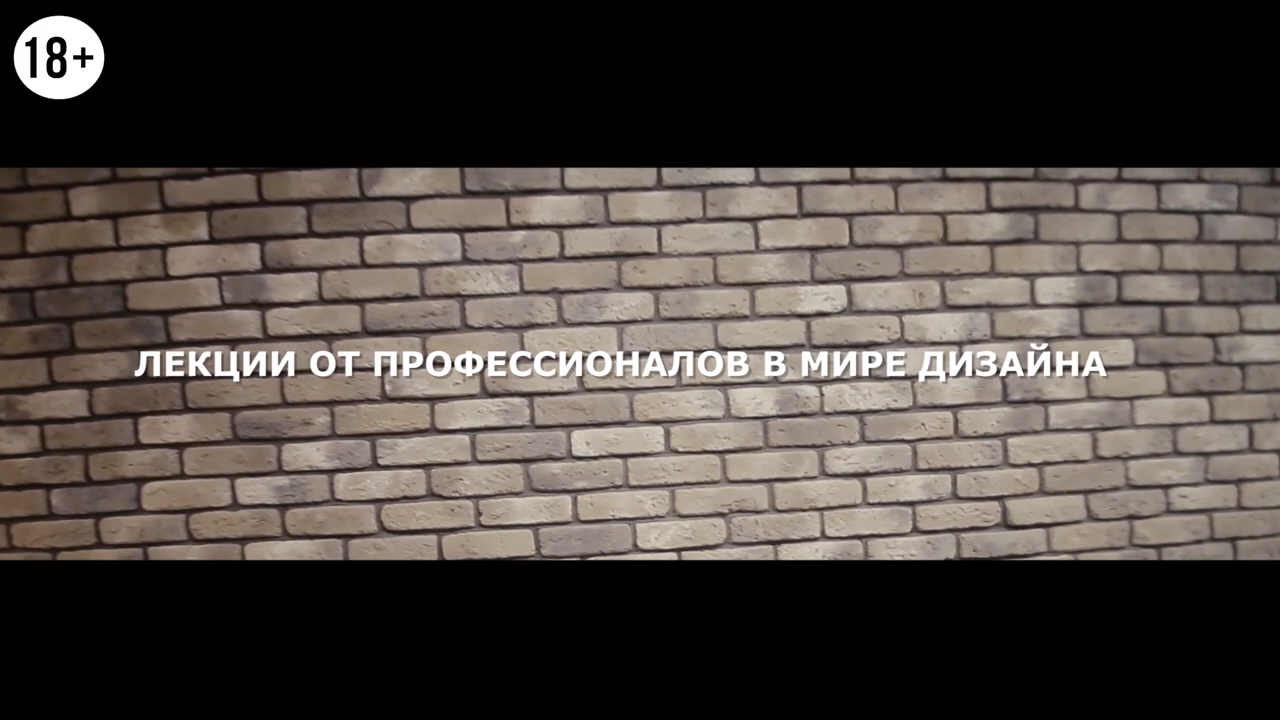 18+
ЛЕКЦИИ ОТ ПРОФЕССИОНАЛОВ В МИРЕ ДИЗАЙНА